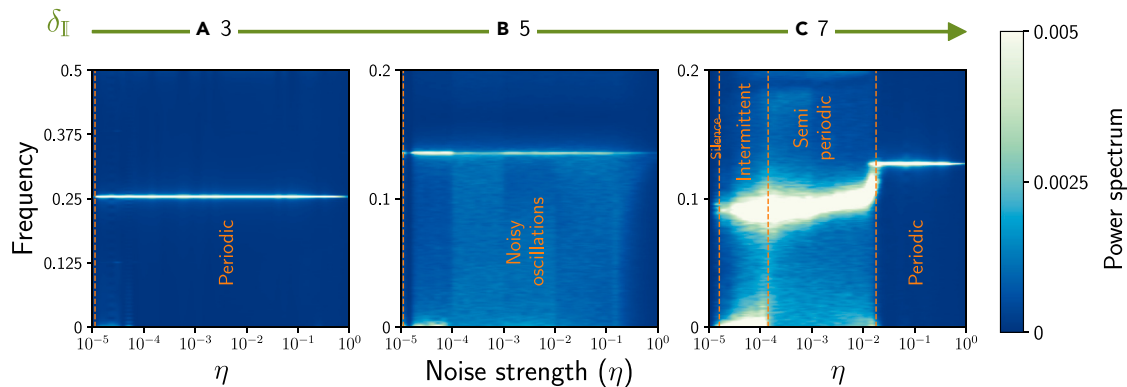 δ𝕀 A 3 B 5 C 7
0.5 0.2 0.2 0.005
0.375
Frequency
0.25 0.1 0.1 0.0025
0.125
0 0 0 0
Periodic
Noisy
oscillations
Silence
Intermittent
Semi
periodic
Periodic
Power spectrum
10⁻⁵ 10⁻⁴ 10⁻³ 10⁻² 10⁻¹ 10⁰ 10⁻⁵ 10⁻⁴ 10⁻³ 10⁻² 10⁻¹ 10⁰ 10⁻⁵ 10⁻⁴ 10⁻³ 10⁻² 10⁻¹ 10⁰
η Noise strength (η) η